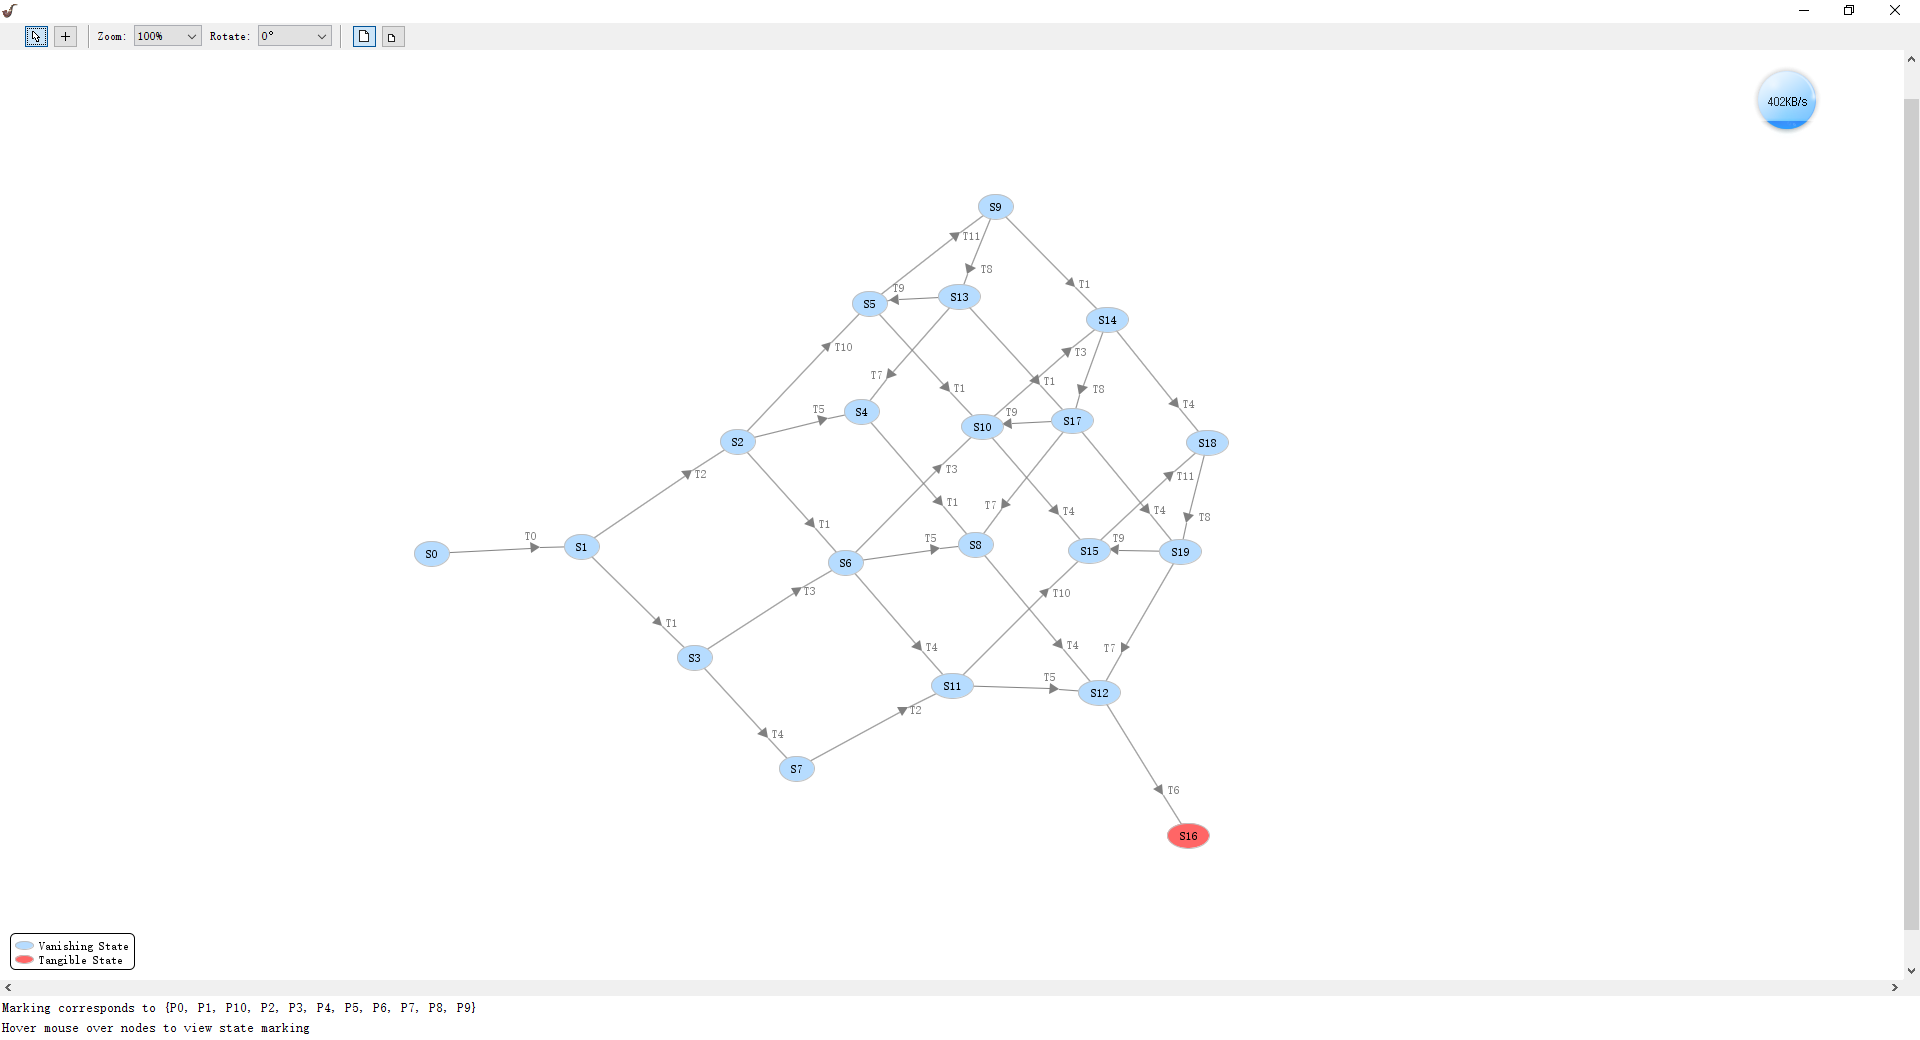 Zoom: 100% Rotate: 0°
402KB/s
S9
T11
T8
T1
T9
S5
S13
S14
T10
T3
T7
T1
T1
T8
T4
T5
S4
T9
S10
S17
S2
S18
T2
T3
T11
T1
T7
T4
T4
T8
T1
T0
T5
S0
S1
S6
S8
S15
T9
S19
T3
T10
T1
T4
T4
T7
S3
T5
S11
S12
T2
T4
S7
T6
S16
Vanishing State
Tangible State
Marking corresponds to {P0, P1, P10, P2, P3, P4, P5, P6, P7, P8, P9}
Hover mouse over nodes to view state marking